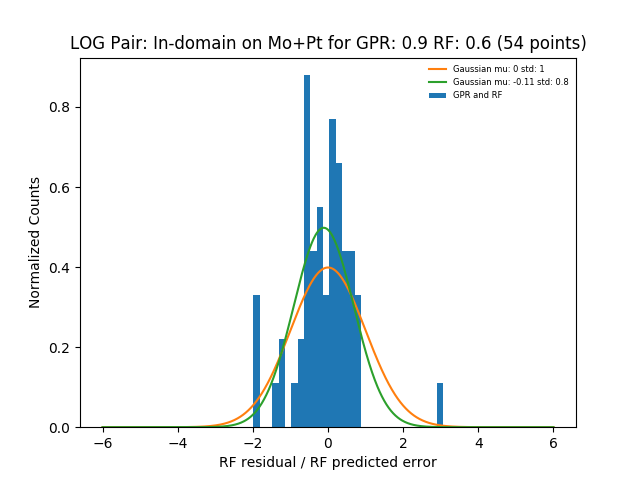 LOG Pair: In-domain on Mo+Pt for GPR: 0.9 RF: 0.6 (54 points)
Gaussian mu: 0 std: 1
Gaussian mu: -0.11 std: 0.8
GPR and RF
Normalized Counts
0.8
0.6
0.4
0.2
0.0
−6 −4 −2 0 2 4 6
RF residual / RF predicted error